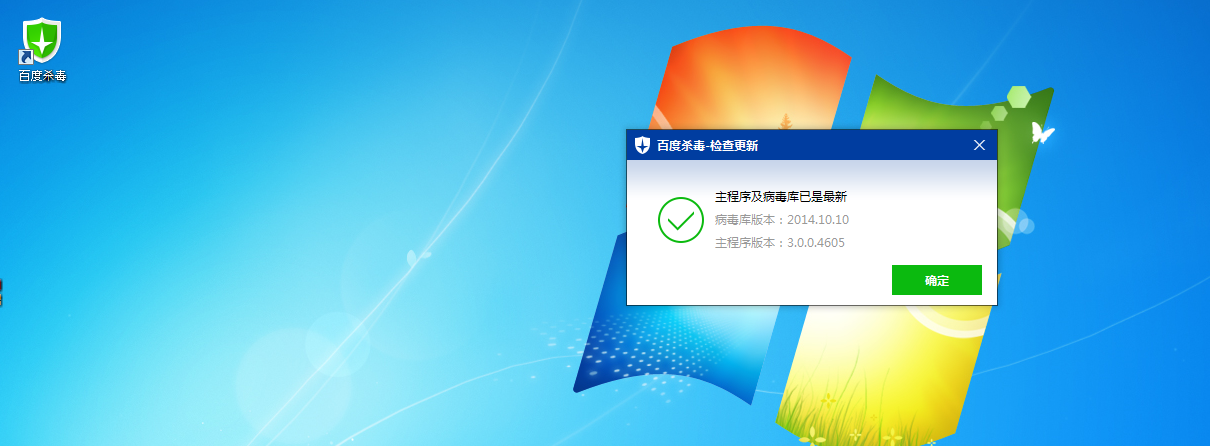 百度杀毒
百度杀毒-检查更新
主程序及病毒库已是最新
病毒库版本：2014.10.10
主程序版本：3.0.0.4605
确定